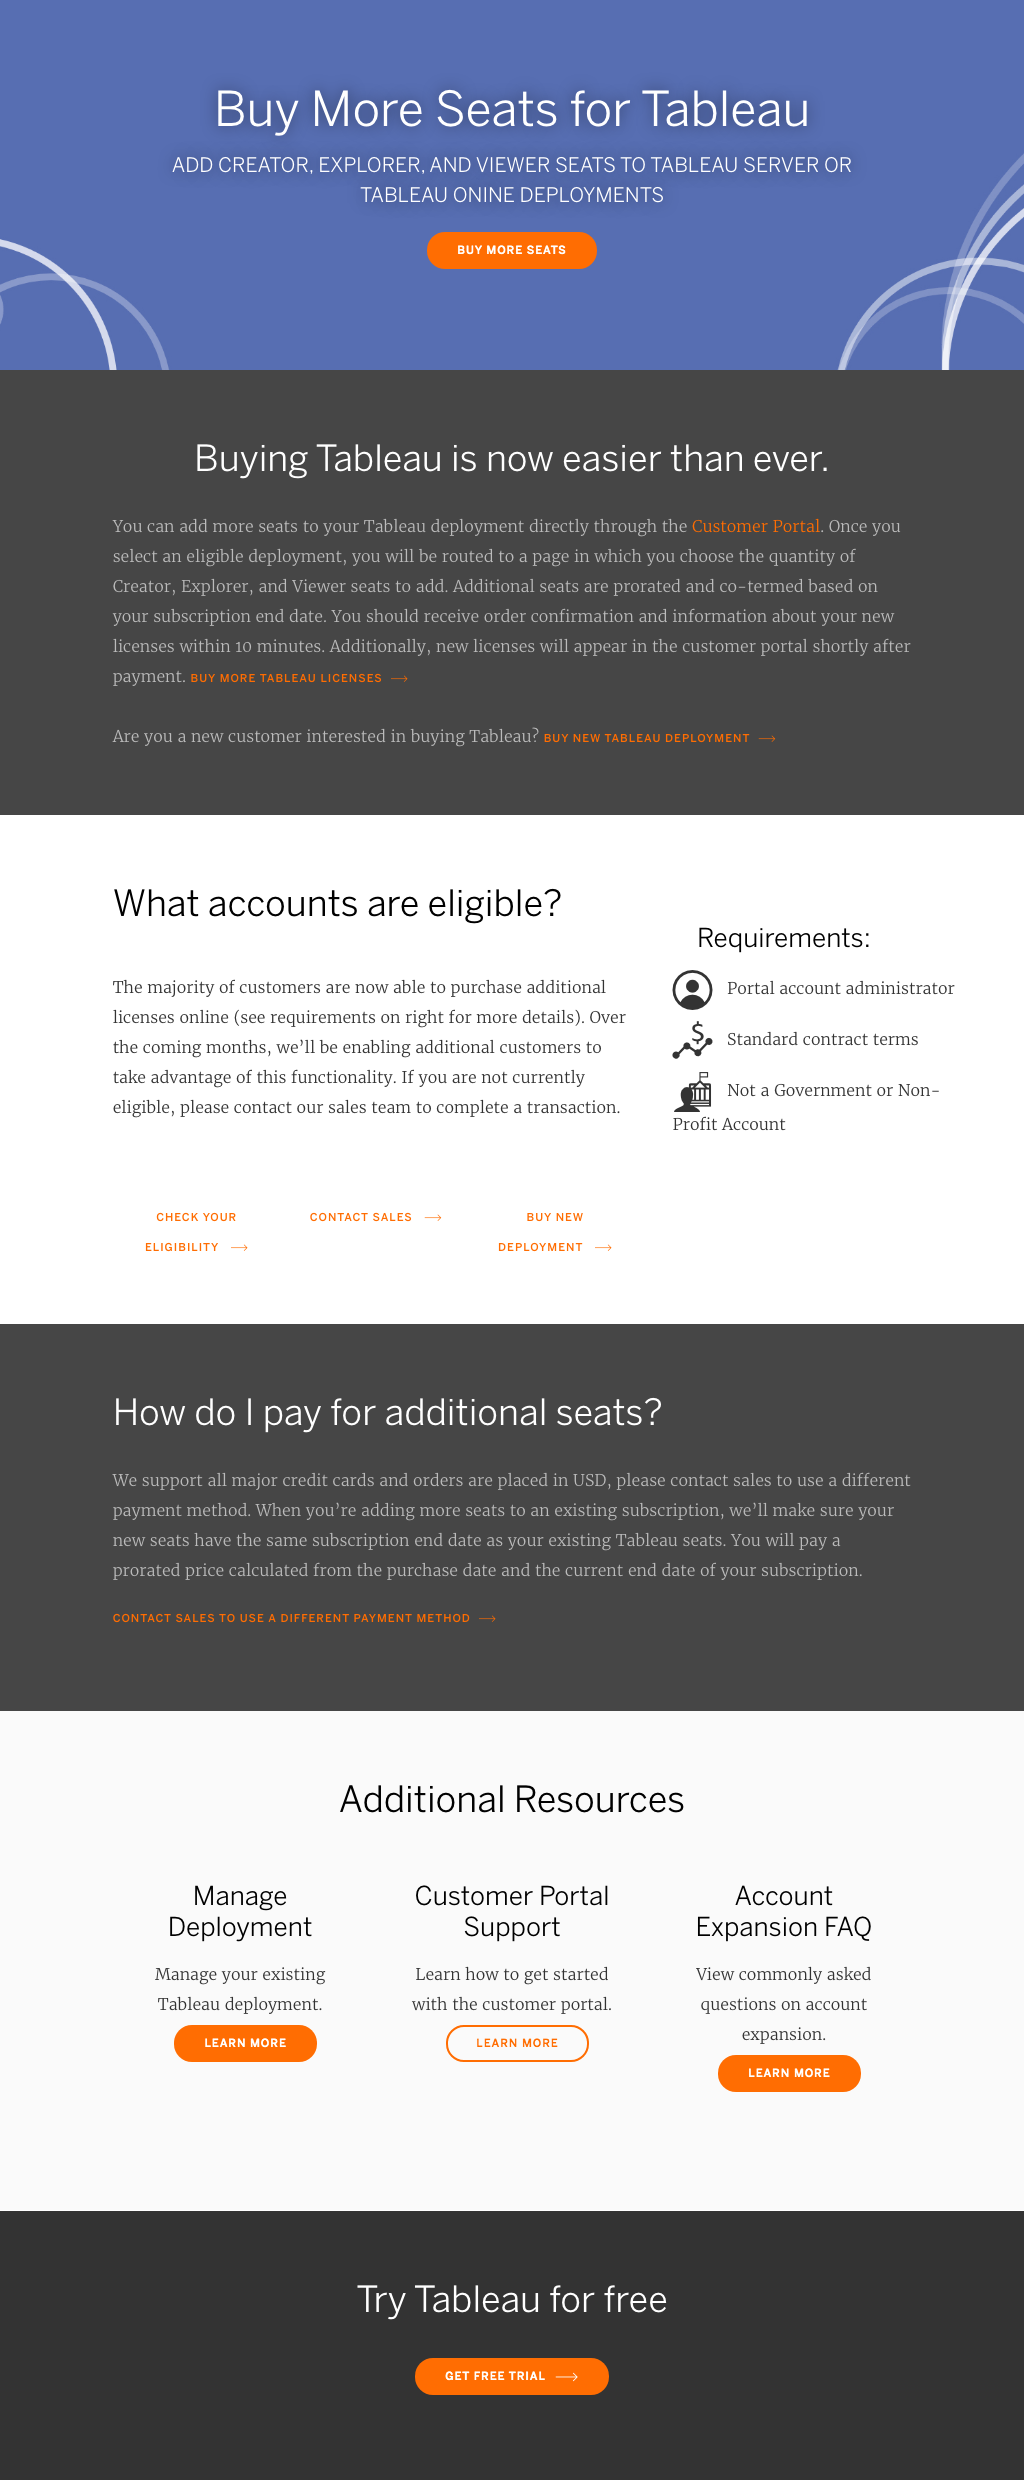 Buy More Seats for Tableau
ADD CREATOR, EXPLORER, AND VIEWER SEATS TO TABLEAU SERVER OR
TABLEAU ONINE DEPLOYMENTS
BUY MORE SEATS
Buying Tableau is now easier than ever.
You can add more seats to your Tableau deployment directly through the Customer Portal. Once you
select an eligible deployment, you will be routed to a page in which you choose the quantity of
Creator, Explorer, and Viewer seats to add. Additional seats are prorated and co-termed based on
your subscription end date. You should receive order confirmation and information about your new
licenses within 10 minutes. Additionally, new licenses will appear in the customer portal shortly after
payment. BUY MORE TABLEAU LICENSES
Are you a new customer interested in buying Tableau? BUY NEW TABLEAU DEPLOYMENT
What accounts are eligible?
The majority of customers are now able to purchase additional
licenses online (see requirements on right for more details). Over
the coming months, we’ll be enabling additional customers to
take advantage of this functionality. If you are not currently
eligible, please contact our sales team to complete a transaction.
CHECK YOUR
ELIGIBILITY
CONTACT SALES
BUY NEW
DEPLOYMENT
Requirements:
Portal account administrator
Standard contract terms
Not a Government or Non-
Profit Account
How do I pay for additional seats?
We support all major credit cards and orders are placed in USD, please contact sales to use a different
payment method. When you’re adding more seats to an existing subscription, we’ll make sure your
new seats have the same subscription end date as your existing Tableau seats. You will pay a
prorated price calculated from the purchase date and the current end date of your subscription.
CONTACT SALES TO USE A DIFFERENT PAYMENT METHOD
Additional Resources
Manage
Deployment
Manage your existing
Tableau deployment.
LEARN MORE
Customer Portal
Support
Learn how to get started
with the customer portal.
LEARN MORE
Account
Expansion FAQ
View commonly asked
questions on account
expansion.
LEARN MORE
Try Tableau for free
GET FREE TRIAL